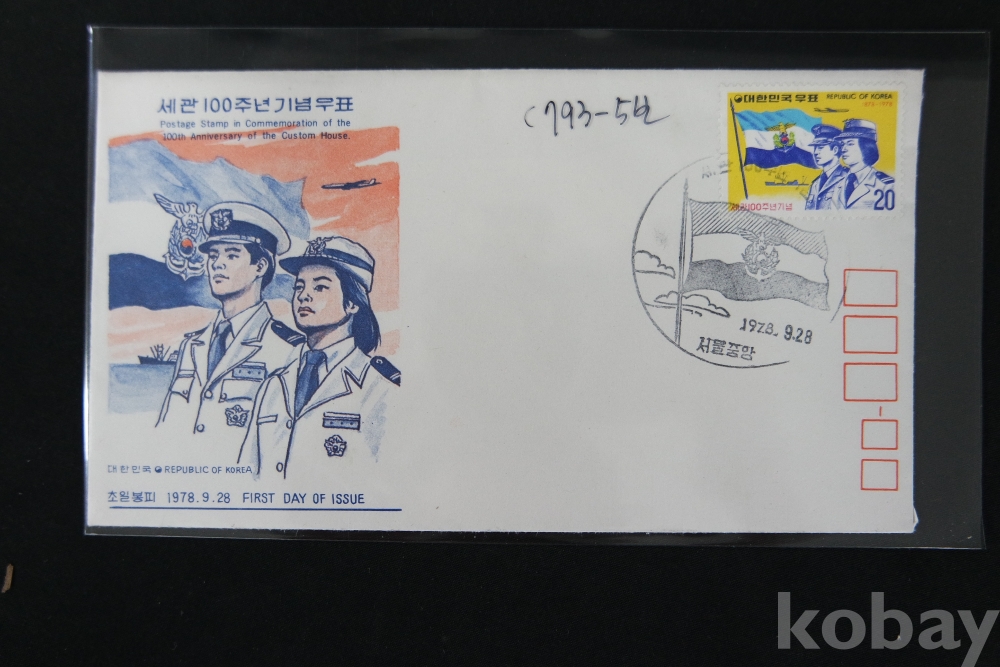 세관 100주년기념우표
Postage Stamp in Commemoration of the
100th Anniversary of the Custom House.
대한민국 REPUBLIC OF KOREA
초일봉피 1978.9.28 FIRST DAY OF ISSUE
C793-5
대한민국우표 REPUBLIC OF KOREA
1878-1978
세관100주년기념
20
1978.9.28
서울중앙
kobay